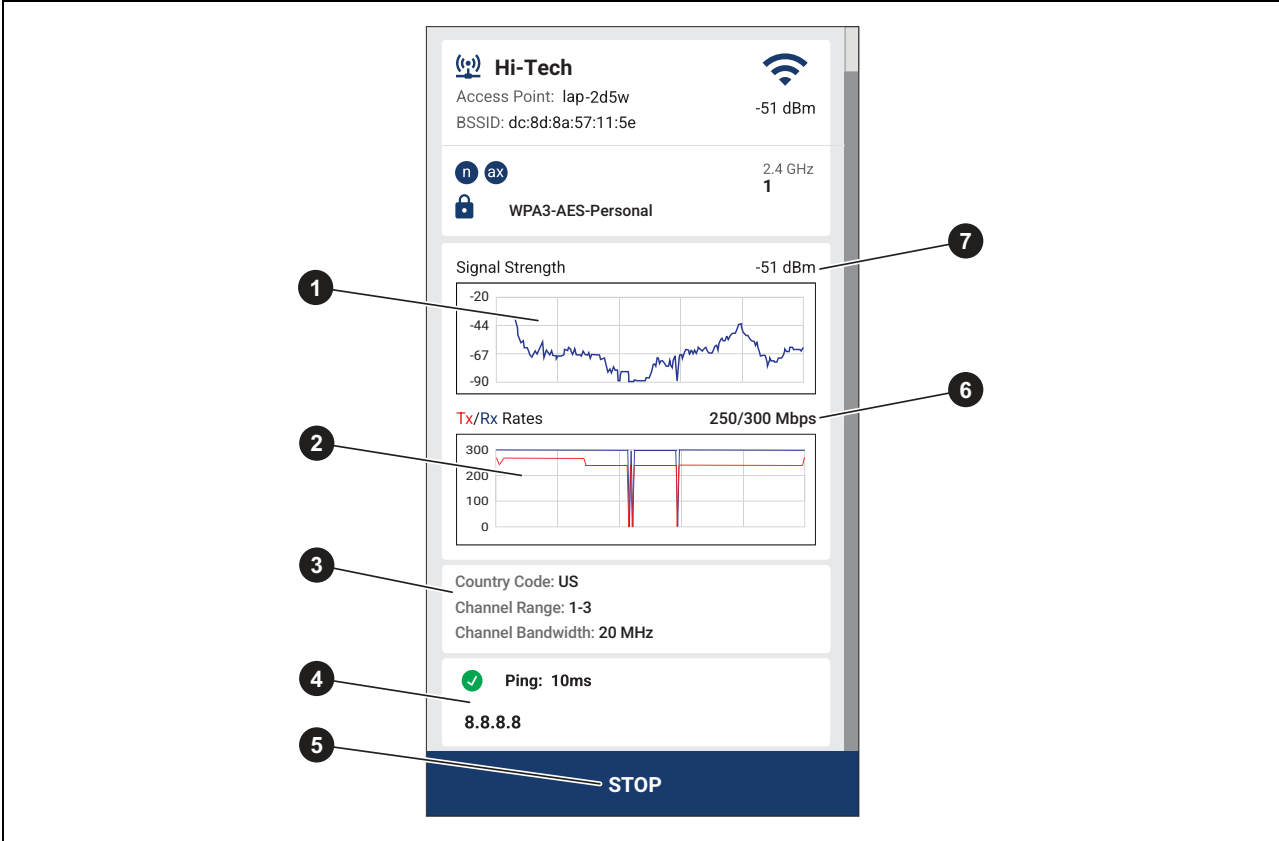 Hi-Tech
Access Point: lap-2d5w
-51 dBm
BSSID: dc:8d:8a:57:11:5e
n ax
2.4 GHz
1
WPA3-AES-Personal
7
Signal Strength -51 dBm
1
-20
-44
-67
-90
6
Tx/Rx Rates 250/300 Mbps
2
300
200
100
0
3
Country Code: US
Channel Range: 1-3
Channel Bandwidth: 20 MHz
4
Ping: 10ms
8.8.8.8
5
STOP